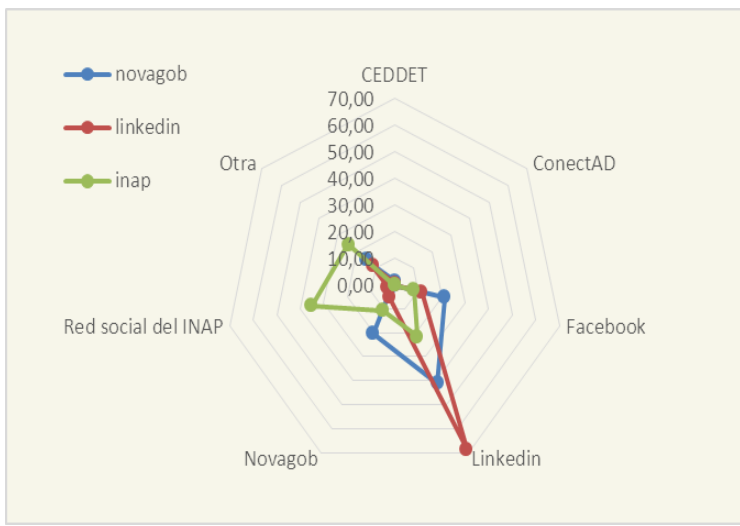 novagob
linkedin
inap
CEDDET
70,00
60,00
50,00
40,00
30,00
20,00
10,00
0,00
ConectAD
Facebook
Linkedin
Novagob
Red social del INAP
Otra